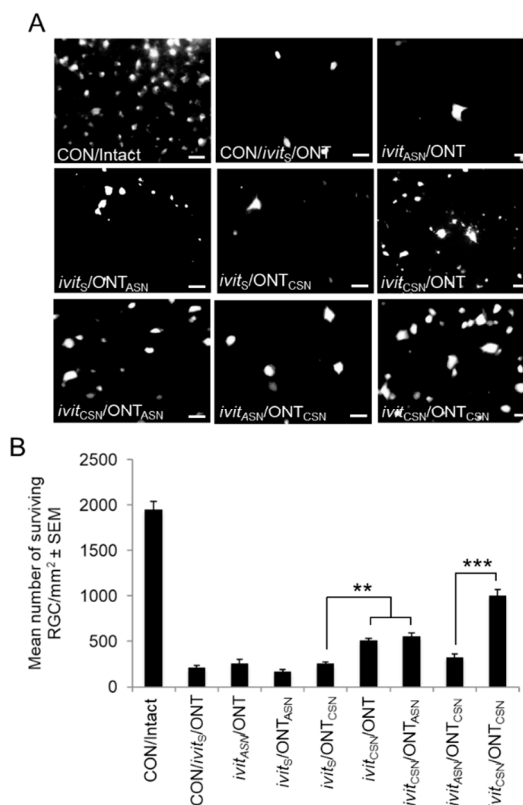 A
CON/Intact
CON/ivitS/ONT
ivitASN/ONT
ivitS/ONTASN
ivitS/ONTCSN
ivitCSN/ONT
ivitCSN/ONTASN
ivitASN/ONTCSN
ivitCSN/ONTCSN
B
Mean number of surviving
RGC/mm² ± SEM
2500
2000
1500
1000
500
0
**
***
CON/Intact
CON/ivitS/ONT
ivitASN/ONT
ivitS/ONTASN
ivitS/ONTCSN
ivitCSN/ONT
ivitCSN/ONTASN
ivitASN/ONTCSN
vitCSN/ONTCSN